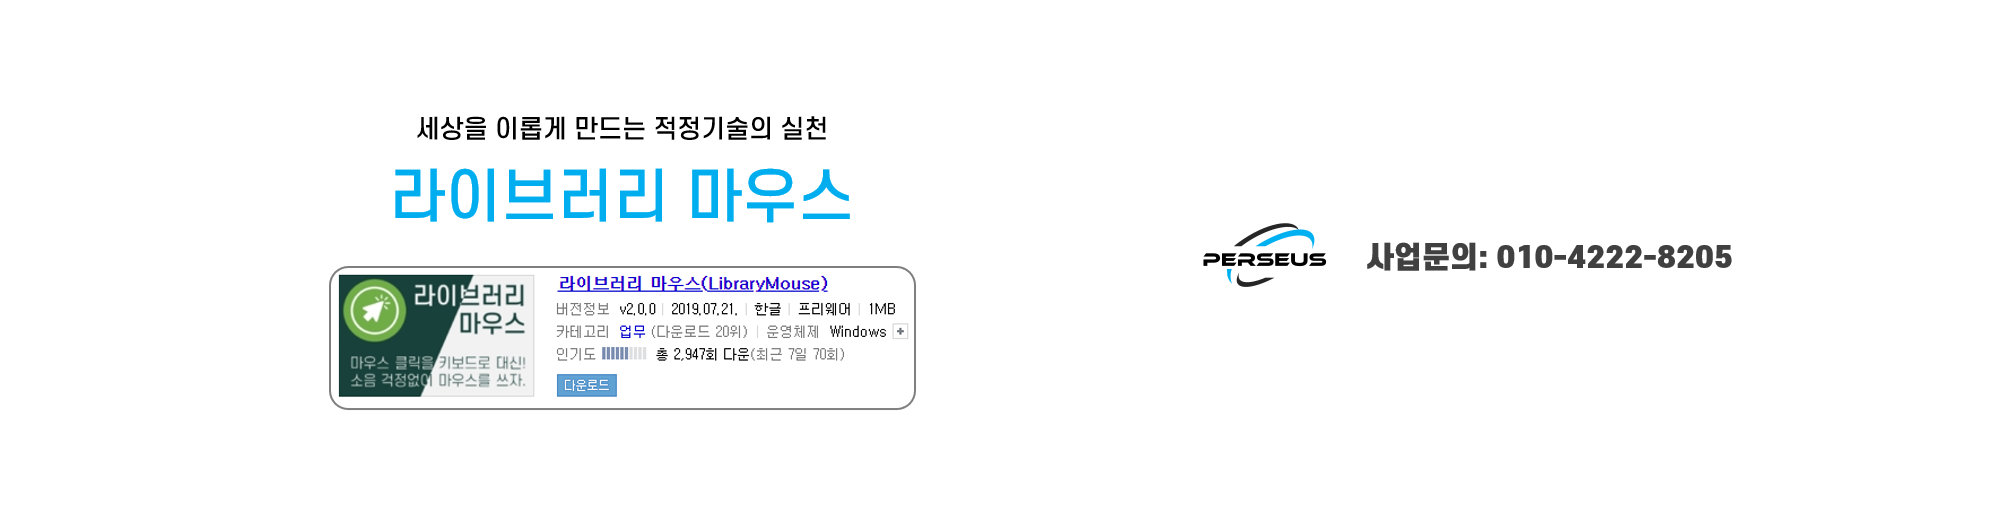 세상을 이롭게 만드는 적정기술의 실천
라이브러리 마우스
라이브러리
마우스
마우스 클릭을 키보드로 대신!
소음 걱정없이 마우스를 쓰자.
라이브러리 마우스(LibraryMouse)
버전정보 v2.0.0 | 2019.07.21. | 한글 | 프리웨어 | 1MB
카테고리 업무 (다운로드 20위) | 운영체제 Windows +
인기도 총 2,947회 다운(최근 7일 70회)
다운로드
PERSEUS
사업문의: 010-4222-8205